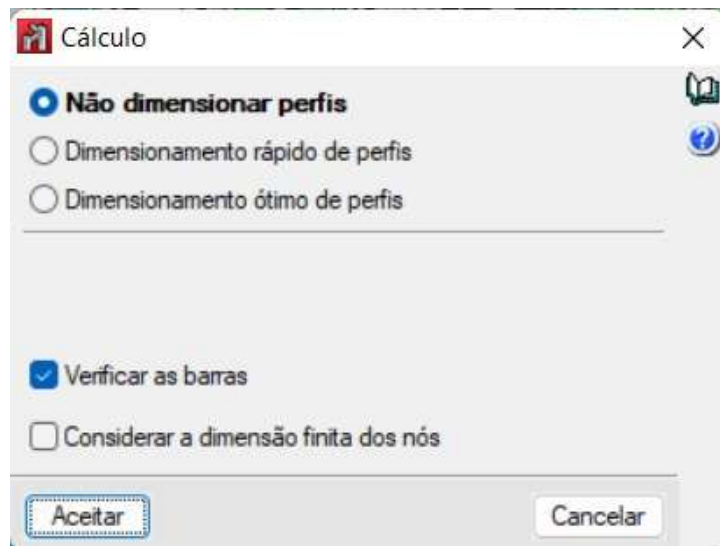 Cálculo
Não dimensionar perfis
Dimensionamento rápido de perfis
Dimensionamento ótimo de perfis
Verificar as barras
Considerar a dimensão finita dos nós
Aceitar
Cancelar